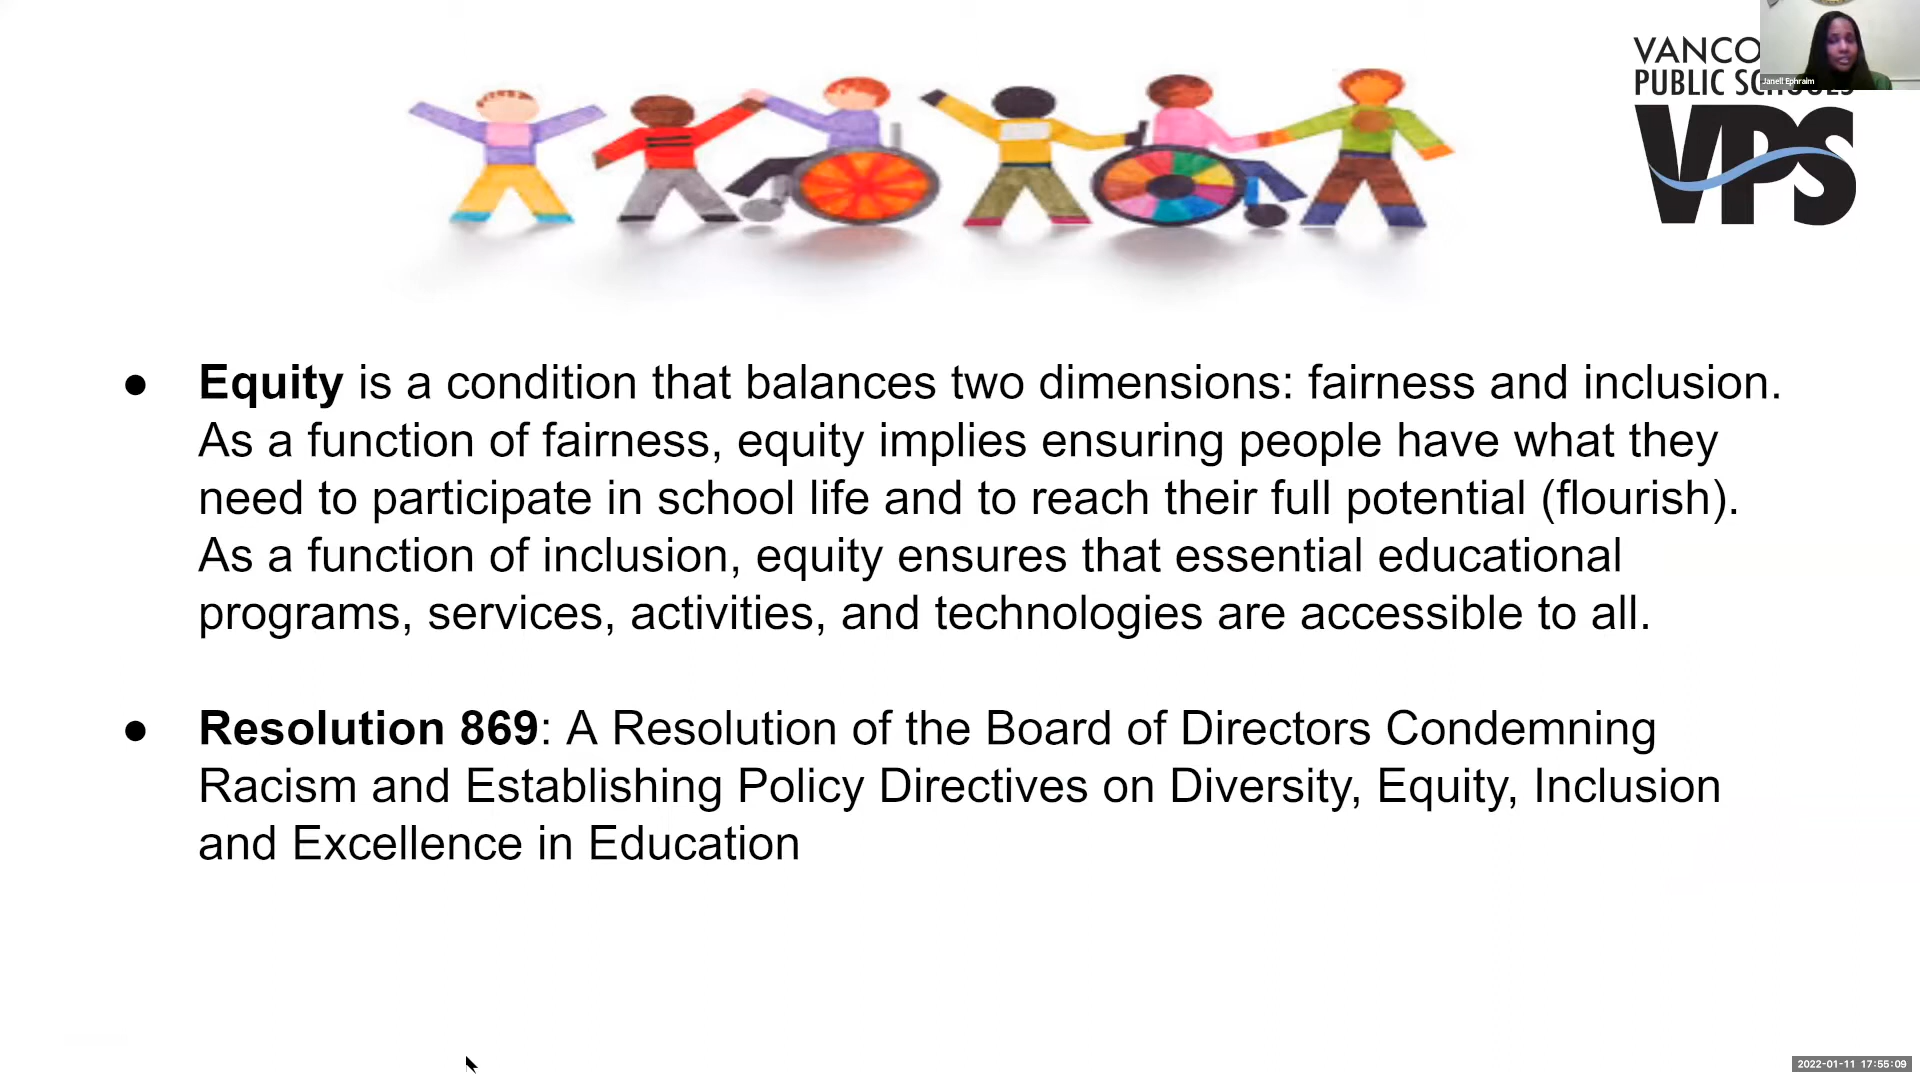 VANCO
PUBLIC SCHOOLS
VPS
Janell Ephraim
● Equity is a condition that balances two dimensions: fairness and inclusion.
As a function of fairness, equity implies ensuring people have what they
need to participate in school life and to reach their full potential (flourish).
As a function of inclusion, equity ensures that essential educational
programs, services, activities, and technologies are accessible to all.
● Resolution 869: A Resolution of the Board of Directors Condemning
Racism and Establishing Policy Directives on Diversity, Equity, Inclusion
and Excellence in Education
2022-01-11 17:55:09